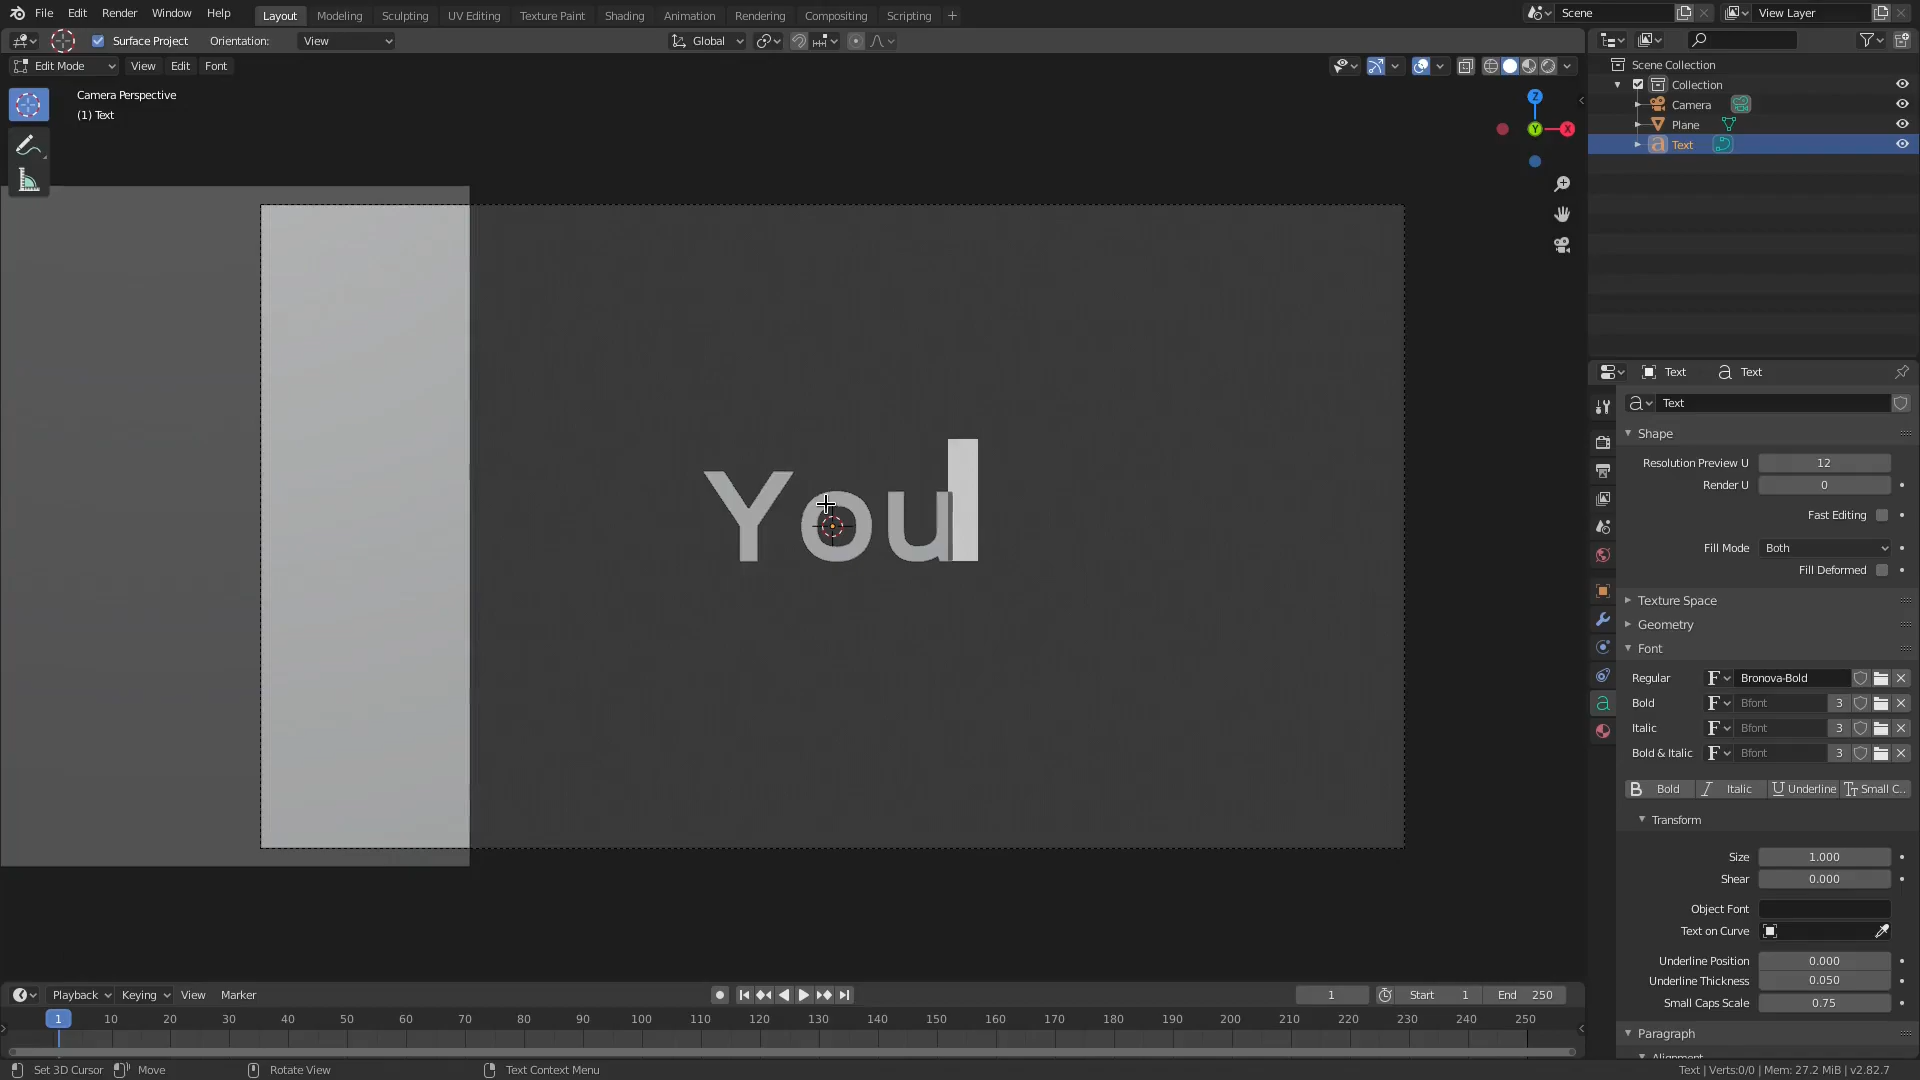 File Edit Render Window Help
Layout Modeling Sculpting UV Editing Texture Paint Shading Animation Rendering Compositing Scripting +
Scene View Layer
Surface Project Orientation: View Global
Edit Mode View Edit Font
Camera Perspective
(1) Text
Z
Y X
You
Scene Collection
Collection
Camera
Plane
Text
Text Text
Text
Shape
Resolution Preview U 12
Render U 0
Fast Editing
Fill Mode Both
Fill Deformed
Texture Space
Geometry
Font
Regular F Bronova-Bold
Bold F Bfont 3
Italic F Bfont 3
Bold & Italic F Bfont 3
B Bold I Italic U Underline Tт Small C..
Transform
Size 1.000
Shear 0.000
Object Font
Text on Curve
Underline Position 0.000
Underline Thickness 0.050
Small Caps Scale 0.75
Paragraph
Alignment
Playback Keying View Marker 1 Start 1 End 250
1 10 20 30 40 50 60 70 80 90 100 110 120 130 140 150 160 170 180 190 200 210 220 230 240 250
Set 3D Cursor Move Rotate View Text Context Menu Text | Verts:0/0 | Mem: 27.2 MiB | v2.82.7